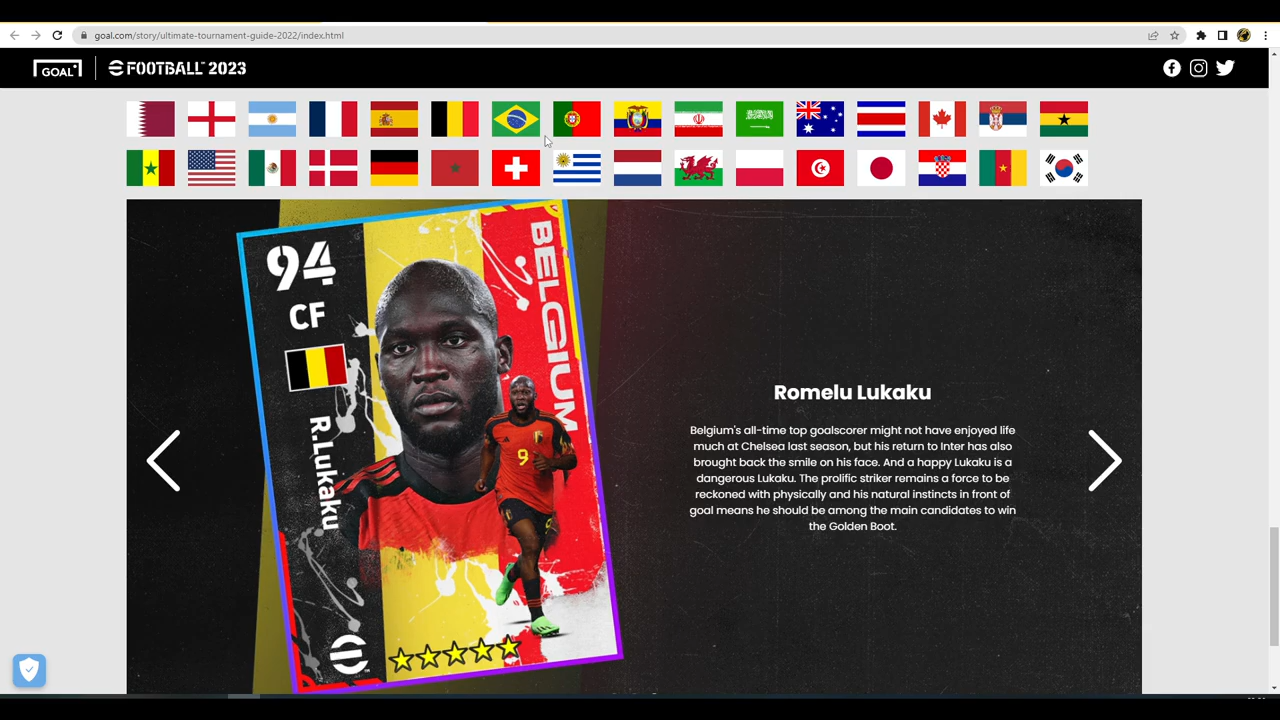 goal.com/story/ultimate-tournament-guide-2022/index.html
GOAL
FOOTBALL™ 2023
94
CF
R.Lukaku
BELGIUM
9
Romelu Lukaku
Belgium's all-time top goalscorer might not have enjoyed life
much at Chelsea last season, but his return to Inter has also
brought back the smile on his face. And a happy Lukaku is a
dangerous Lukaku. The prolific striker remains a force to be
reckoned with physically and his natural instincts in front of
goal means he should be among the main candidates to win
the Golden Boot.